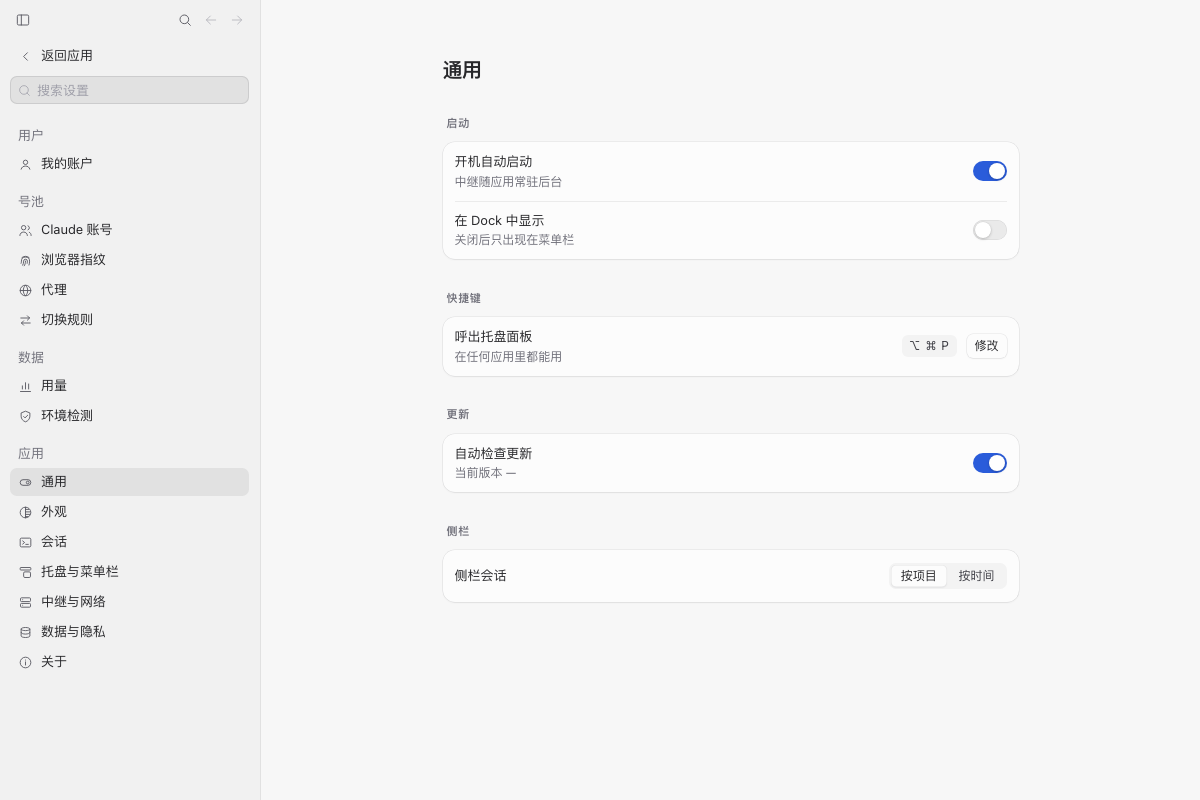 返回应用
搜索设置
用户
我的账户
号池
Claude 账号
浏览器指纹
代理
切换规则
数据
用量
环境检测
应用
通用
外观
会话
托盘与菜单栏
中继与网络
数据与隐私
关于
通用
启动
开机自动启动
中继随应用常驻后台
在 Dock 中显示
关闭后只出现在菜单栏
快捷键
呼出托盘面板
在任何应用里都能用
⌥ ⌘ P 修改
更新
自动检查更新
当前版本 —
侧栏
侧栏会话
按项目 按时间